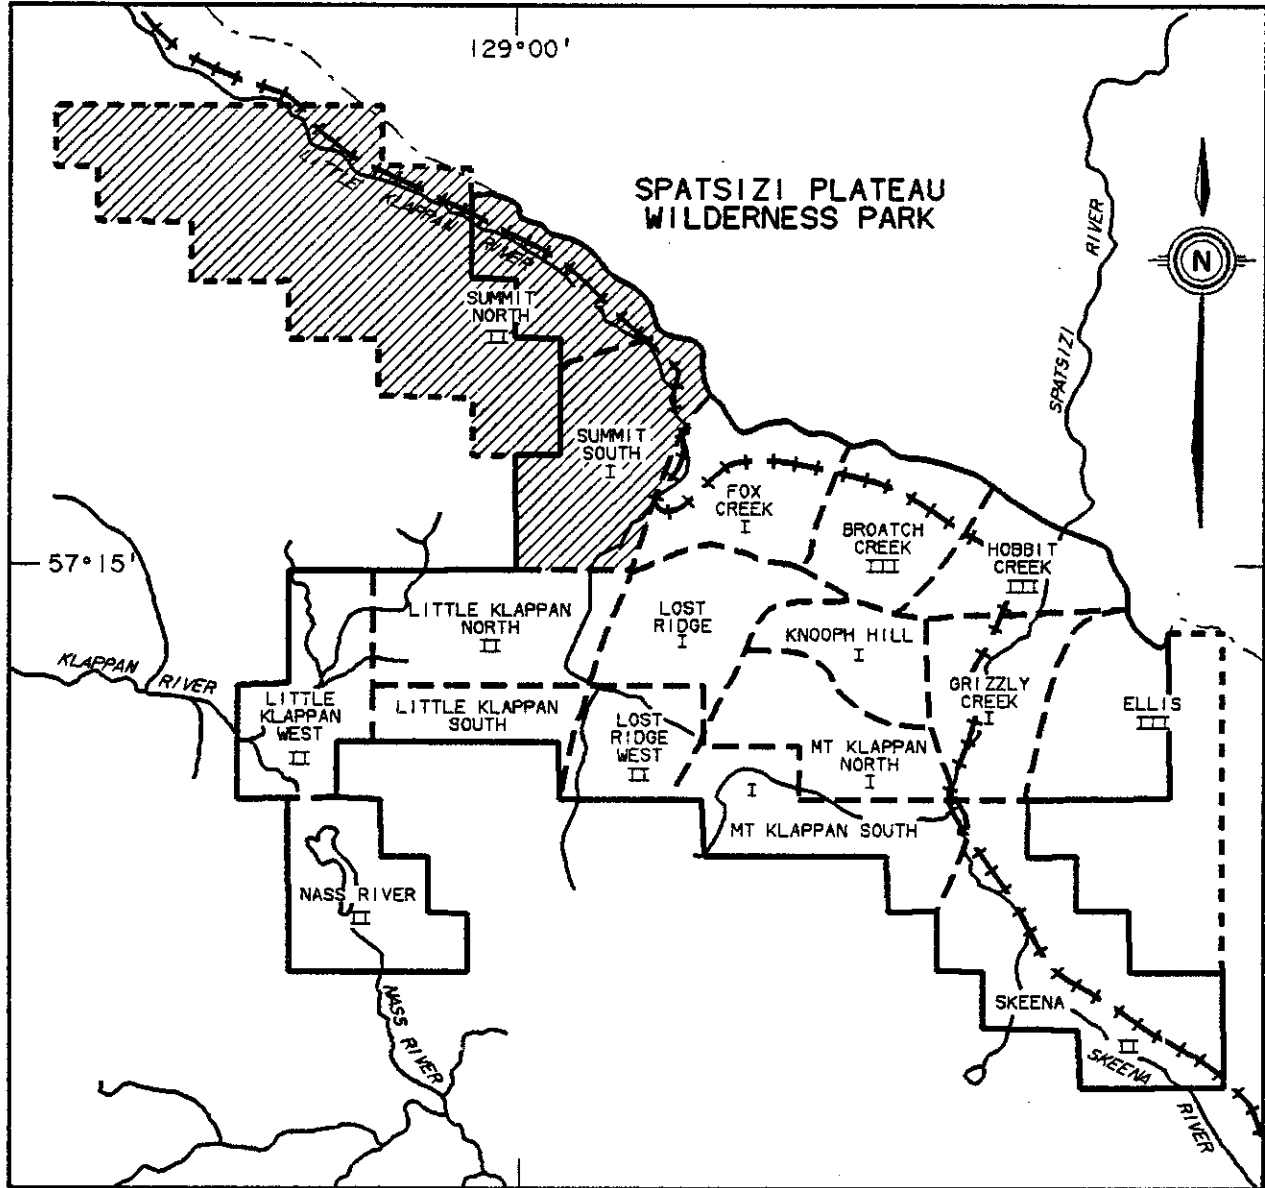 129°00'
SPATSIZI PLATEAU
WILDERNESS PARK
SPATSIZI
RIVER
N
LITTLE
KLAPPAN
RIVER
SUMMIT
NORTH
II
SUMMIT
SOUTH
I
FOX
CREEK
I
BROATCH
CREEK
III
HOBBIT
CREEK
III
57°15'
LITTLE KLAPPAN
NORTH
II
LOST
RIDGE
I
KNOOPH HILL
I
KLAPPAN
RIVER
LITTLE
KLAPPAN
WEST
II
LITTLE KLAPPAN
SOUTH
LOST
RIDGE
WEST
II
GRIZZLY
CREEK
I
ELLIS
III
MT KLAPPAN
NORTH
I
I
MT KLAPPAN SOUTH
NASS RIVER
II
NASS RIVER
SKEENA
II
SKEENA
RIVER